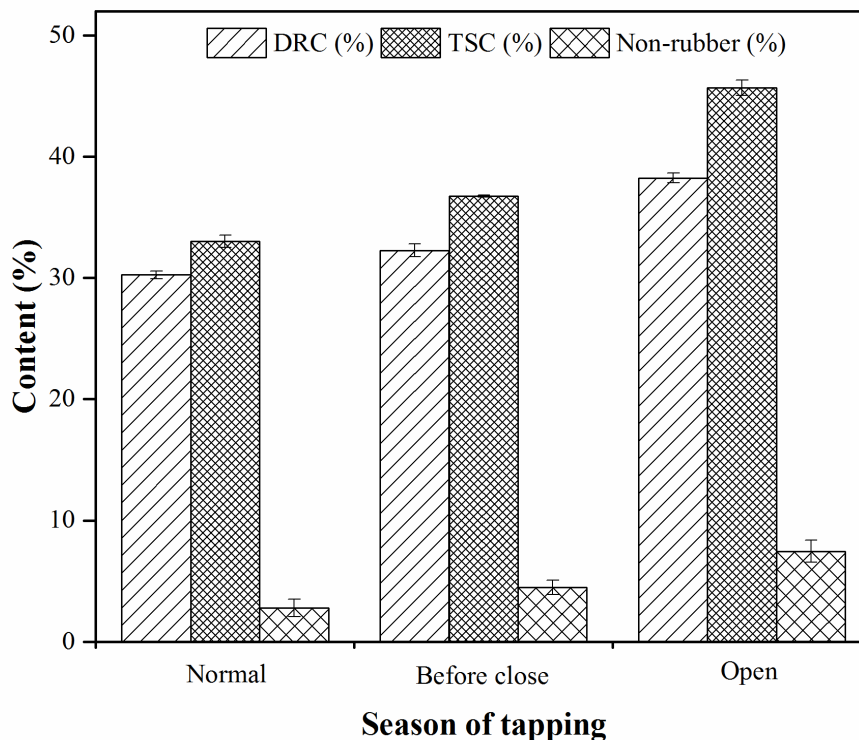 DRC (%) TSC (%) Non-rubber (%)
50
40
30
20
10
0
Content (%)
Normal Before close Open
Season of tapping